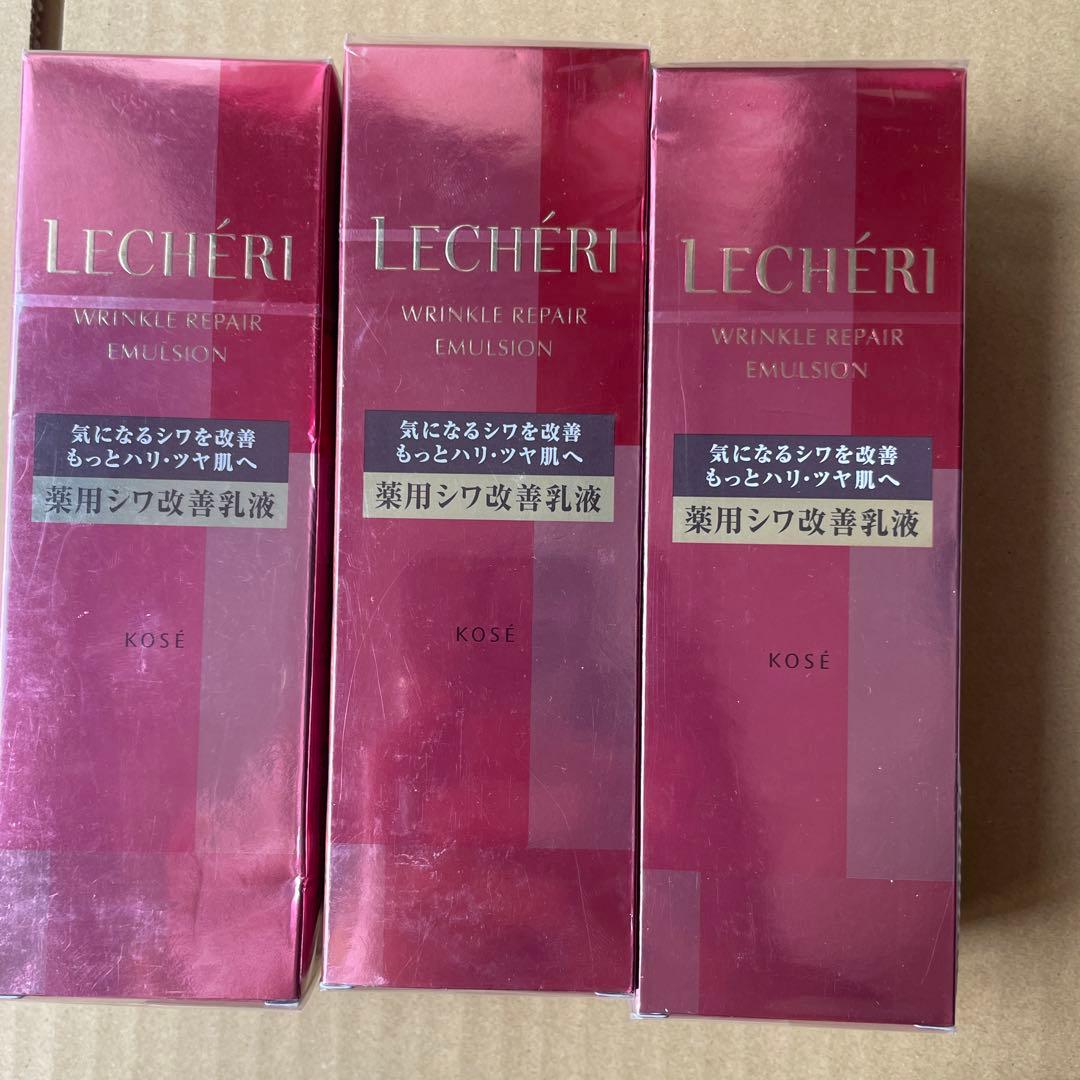 LECHÉRI
WRINKLE REPAIR
EMULSION
気になるシワを改善
もっとハリ・ツヤ肌へ
薬用シワ改善乳液
KOSÉ
LECHÉRI
WRINKLE REPAIR
EMULSION
気になるシワを改善
もっとハリ・ツヤ肌へ
薬用シワ改善乳液
KOSÉ
LECHÉRI
WRINKLE REPAIR
EMULSION
気になるシワを改善
もっとハリ・ツヤ肌へ
薬用シワ改善乳液
KOSÉ